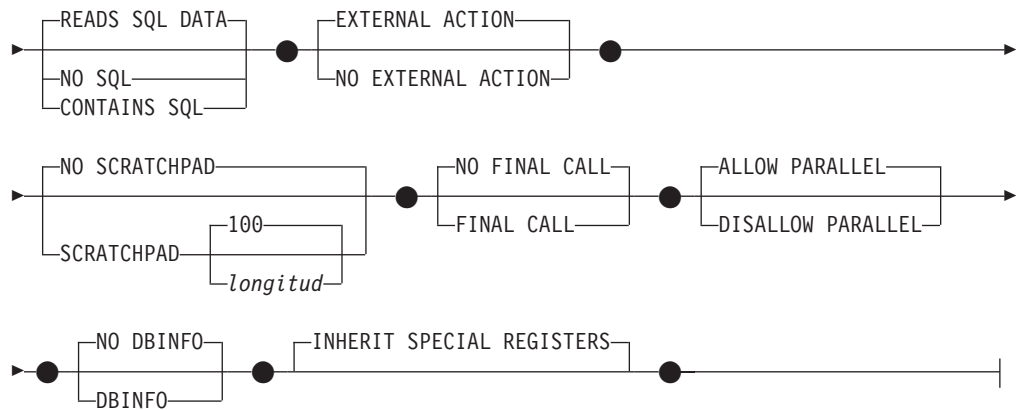 READS SQL DATA
EXTERNAL ACTION
NO SQL
NO EXTERNAL ACTION
CONTAINS SQL
NO SCRATCHPAD
NO FINAL CALL
ALLOW PARALLEL
100
FINAL CALL
DISALLOW PARALLEL
SCRATCHPAD
longitud
NO DBINFO
INHERIT SPECIAL REGISTERS
DBINFO